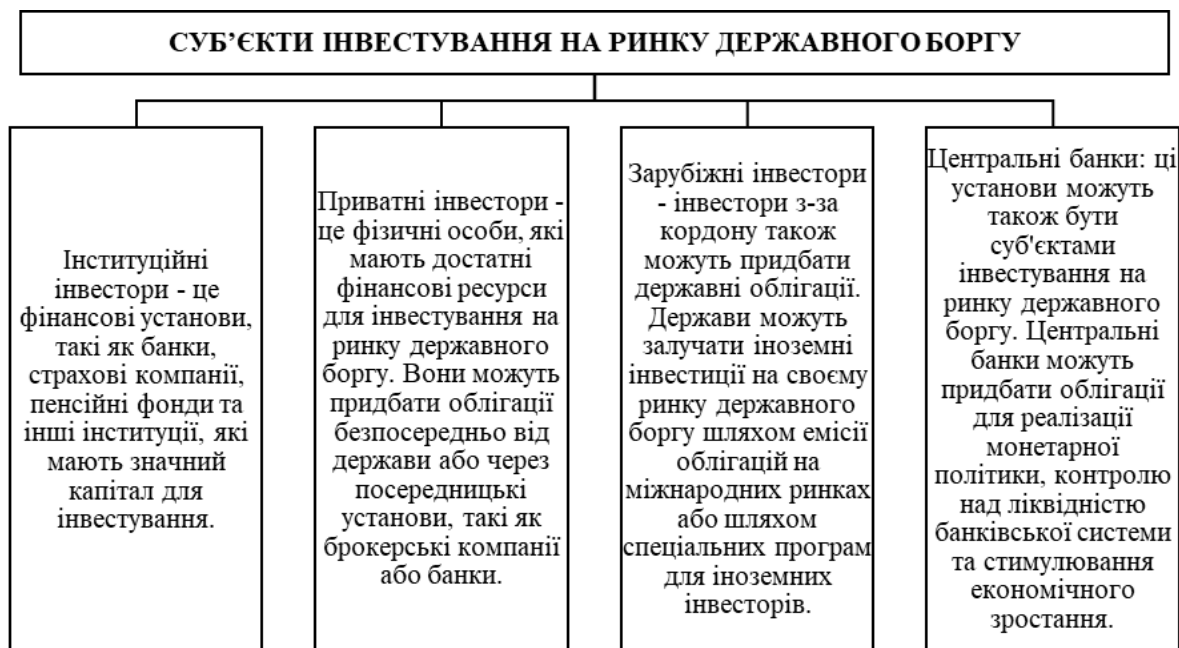 СУБ’ЄКТИ ІНВЕСТУВАННЯ НА РИНКУ ДЕРЖАВНОГО БОРГУ
Інституційні
інвестори - це
фінансові установи,
такі як банки,
страхові компанії,
пенсійні фонди та
інші інституції, які
мають значний
капітал для
інвестування.
Приватні інвестори -
це фізичні особи, які
мають достатні
фінансові ресурси
для інвестування на
ринку державного
боргу. Вони можуть
придбати облігації
безпосередньо від
держави або через
посередницькі
установи, такі як
брокерські компанії
або банки.
Зарубіжні інвестори
- інвестори з-за
кордону також
можуть придбати
державні облігації.
Держави можуть
залучати іноземні
інвестиції на своєму
ринку державного
боргу шляхом емісії
облігацій на
міжнародних ринках
або шляхом
спеціальних програм
для іноземних
інвесторів.
Центральні банки: ці
установи можуть
також бути
суб'єктами
інвестування на
ринку державного
боргу. Центральні
банки можуть
придбати облігації
для реалізації
монетарної
політики, контролю
над ліквідністю
банківської системи
та стимулювання
економічного
зростання.